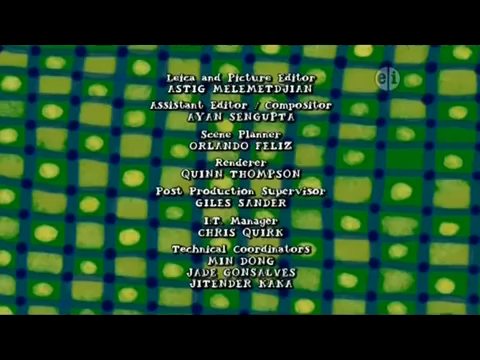 Leica and Picture Editor
ASTIG MELEMETDJIAN
Assistant Editor / Compositor
AYAN SENGUPTA
Scene Planner
ORLANDO FELIZ
Renderer
QUINN THOMPSON
Post Production Supervisor
GILES SANDER
I.T. Manager
CHRIS QUIRK
Technical Coordinators
MIN DONG
JADE GONSALVES
JITENDER KAKA
e/i